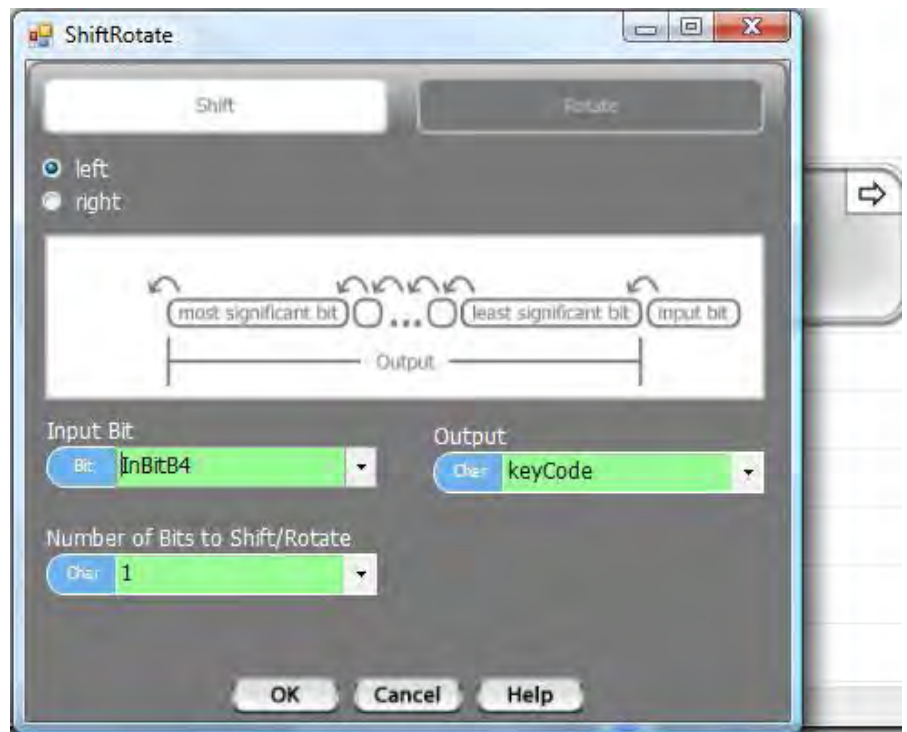 ShiftRotate
Shift Rotate
left
right
most significant bit ... least significant bit input bit
Output
Input Bit
Output
Bit InBitB4
Char keyCode
Number of Bits to Shift/Rotate
Char 1
OK Cancel Help